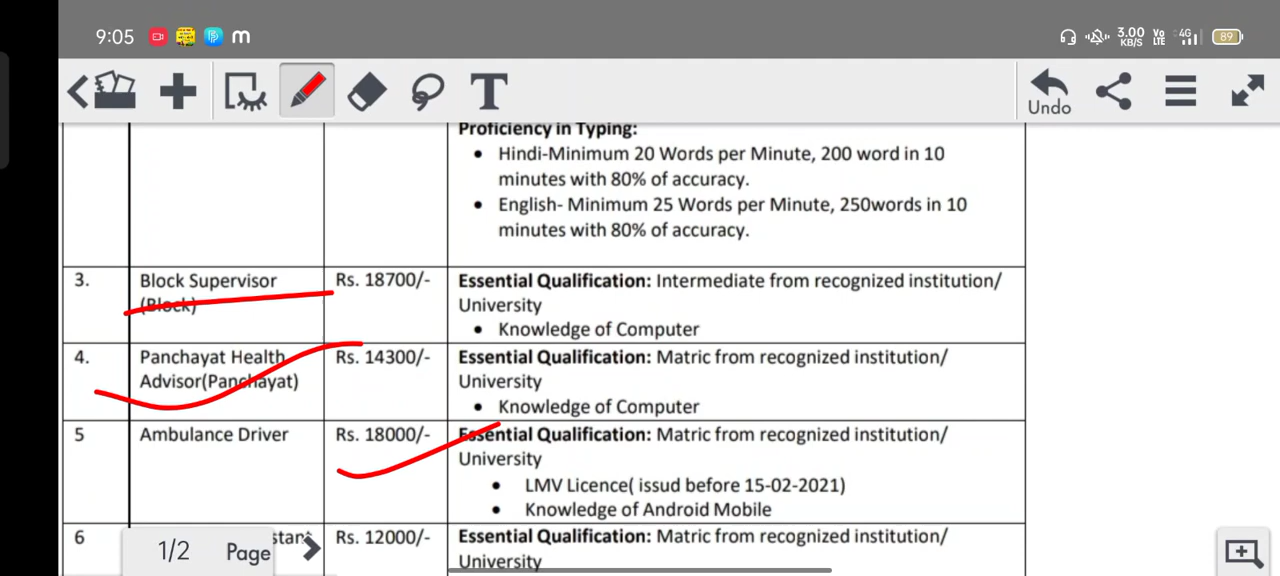 9:05
m
3.00
KB/S
Vo
LTE
4G
89
T
Undo
Proficiency in Typing:
• Hindi-Minimum 20 Words per Minute, 200 word in 10
minutes with 80% of accuracy.
• English- Minimum 25 Words per Minute, 250words in 10
minutes with 80% of accuracy.
3. Block Supervisor Rs. 18700/- Essential Qualification: Intermediate from recognized institution/
(Block) University
• Knowledge of Computer
4. Panchayat Health Rs. 14300/- Essential Qualification: Matric from recognized institution/
Advisor(Panchayat) University
• Knowledge of Computer
5 Ambulance Driver Rs. 18000/- Essential Qualification: Matric from recognized institution/
University
• LMV Licence( issud before 15-02-2021)
• Knowledge of Android Mobile
6 Rs. 12000/- Essential Qualification: Matric from recognized institution/
University
1/2 Page